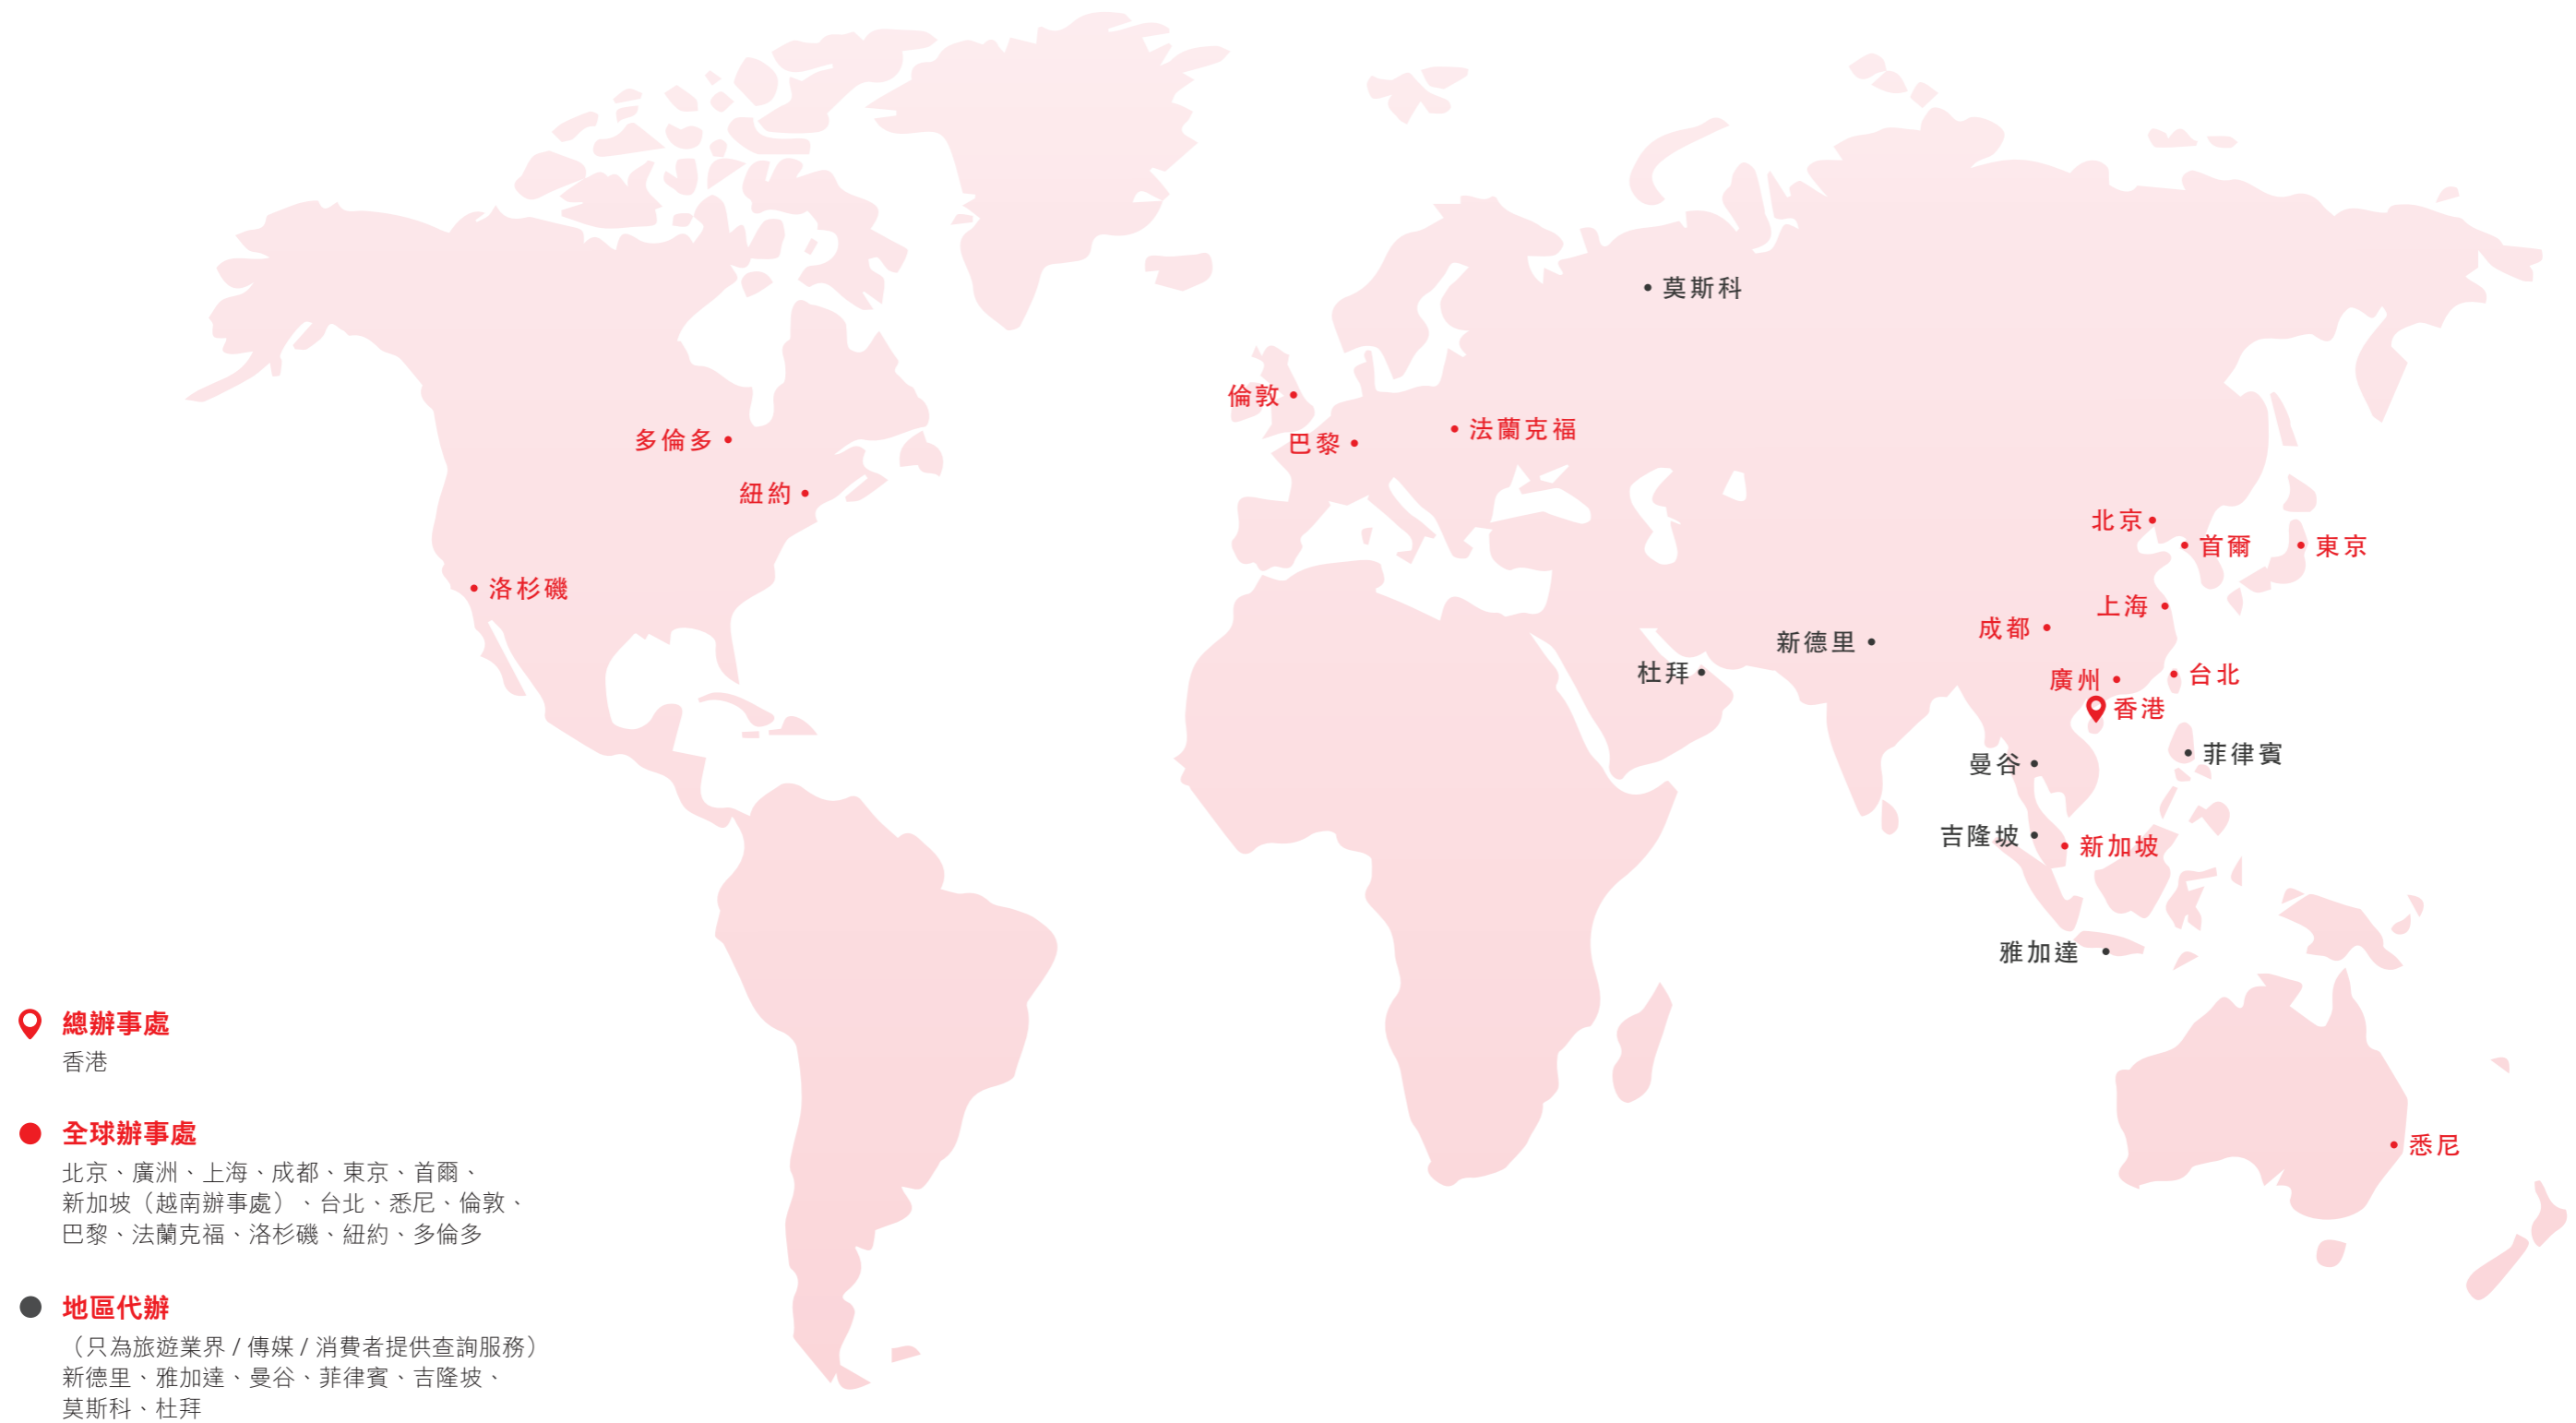 莫斯科
倫敦
法蘭克福
多倫多
巴黎
紐約
北京
首爾
東京
洛杉磯
上海
成都
新德里
杜拜
台北
廣州
香港
菲律賓
曼谷
吉隆坡
新加坡
雅加達
悉尼
總辦事處
香港
全球辦事處
北京、廣洲、上海、成都、東京、首爾、
新加坡（越南辦事處）、台北、悉尼、倫敦、
巴黎、法蘭克福、洛杉磯、紐約、多倫多
地區代辦
（只為旅遊業界 / 傳媒 / 消費者提供查詢服務）
新德里、雅加達、曼谷、菲律賓、吉隆坡、
莫斯科、杜拜